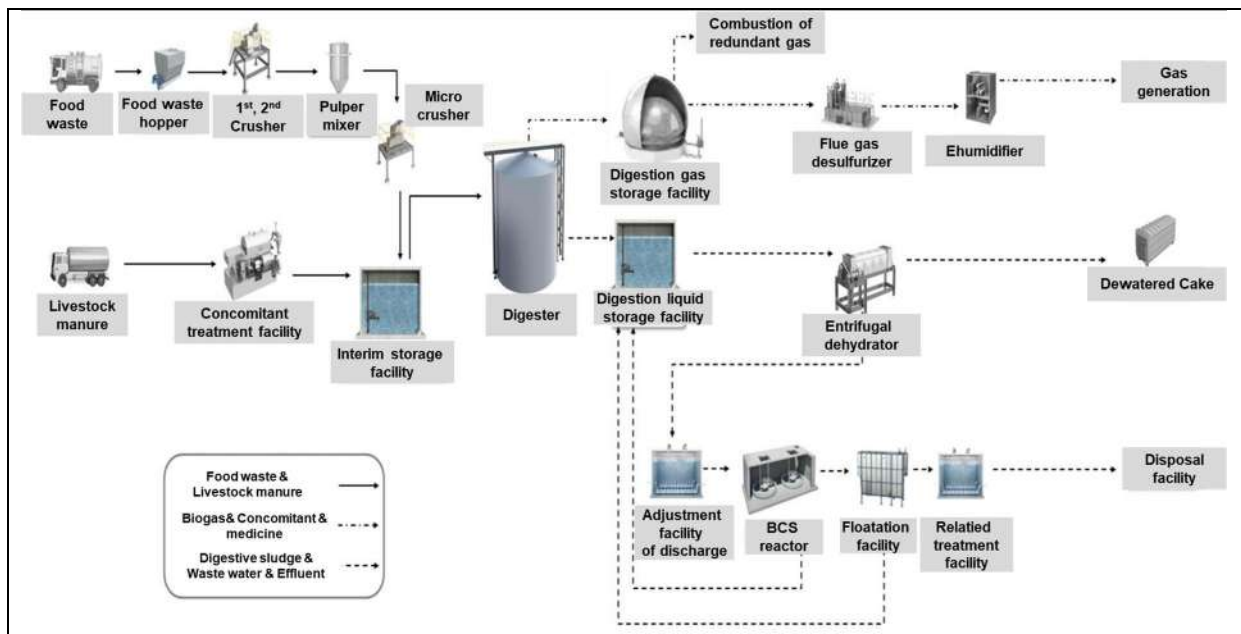 Combustion of
redundant gas
Food
waste
Food waste
hopper
1st, 2nd
Crusher
Pulper
mixer
Micro
crusher
Digestion gas
storage facility
Flue gas
desulfurizer
Ehumidifier
Gas
generation
Livestock
manure
Concomitant
treatment facility
Interim storage
facility
Digester
Digestion liquid
storage facility
Entrifugal
dehydrator
Dewatered Cake
Food waste &
Livestock manure
Biogas& Concomitant &
medicine
Digestive sludge &
Waste water & Effluent
Adjustment
facility
of discharge
BCS
reactor
Floatation
facility
Relatied
treatment
facility
Disposal
facility